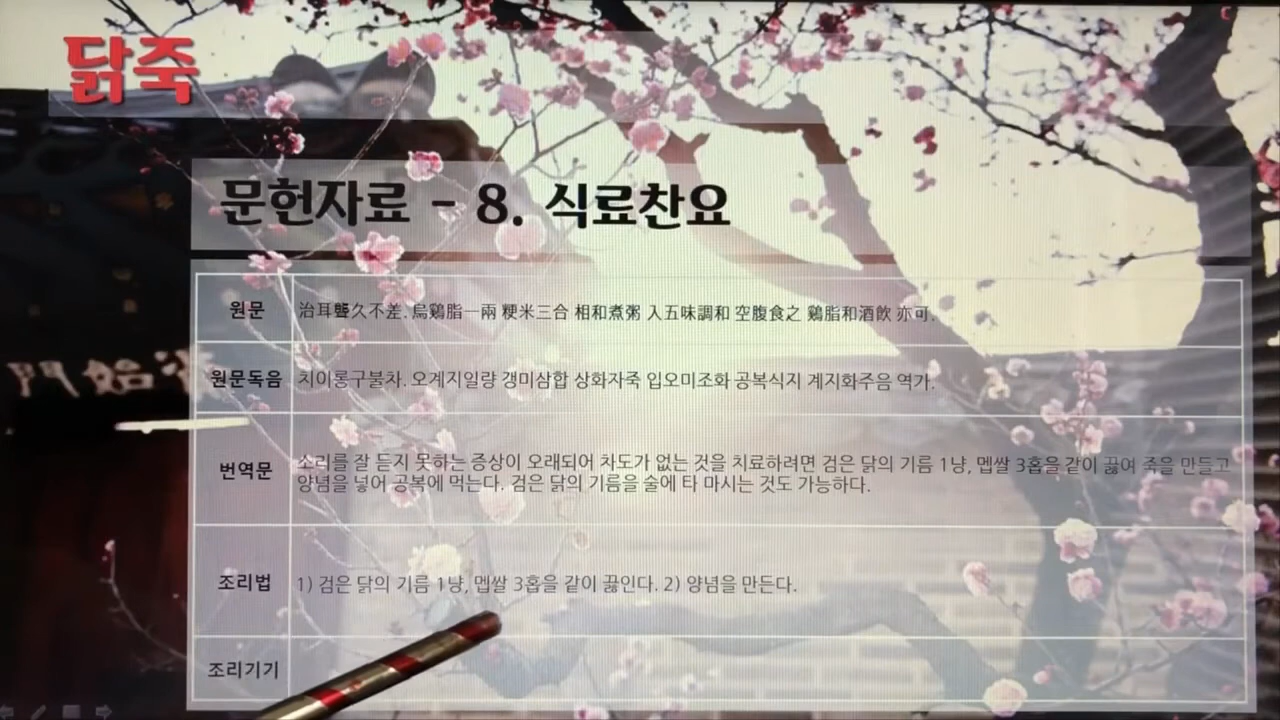 닭죽
문헌자료 - 8. 식료찬요
원문 治耳聾久不差. 烏鷄脂一兩 粳米三合 相和煮粥 入五味調和 空腹食之 鷄脂和酒飮 亦可.
원문독음 치이롱구불차. 오계지일량 갱미삼합 상화자죽 입오미조화 공복식지 계지화주음 역가.
번역문 소리를 잘 듣지 못하는 증상이 오래되어 차도가 없는 것을 치료하려면 검은 닭의 기름 1냥, 멥쌀 3홉을 같이 끓여 죽을 만들고
양념을 넣어 공복에 먹는다. 검은 닭의 기름을 술에 타 마시는 것도 가능하다.
조리법 1) 검은 닭의 기름 1냥, 멥쌀 3홉을 같이 끓인다. 2) 양념을 만든다.
조리기기
門始